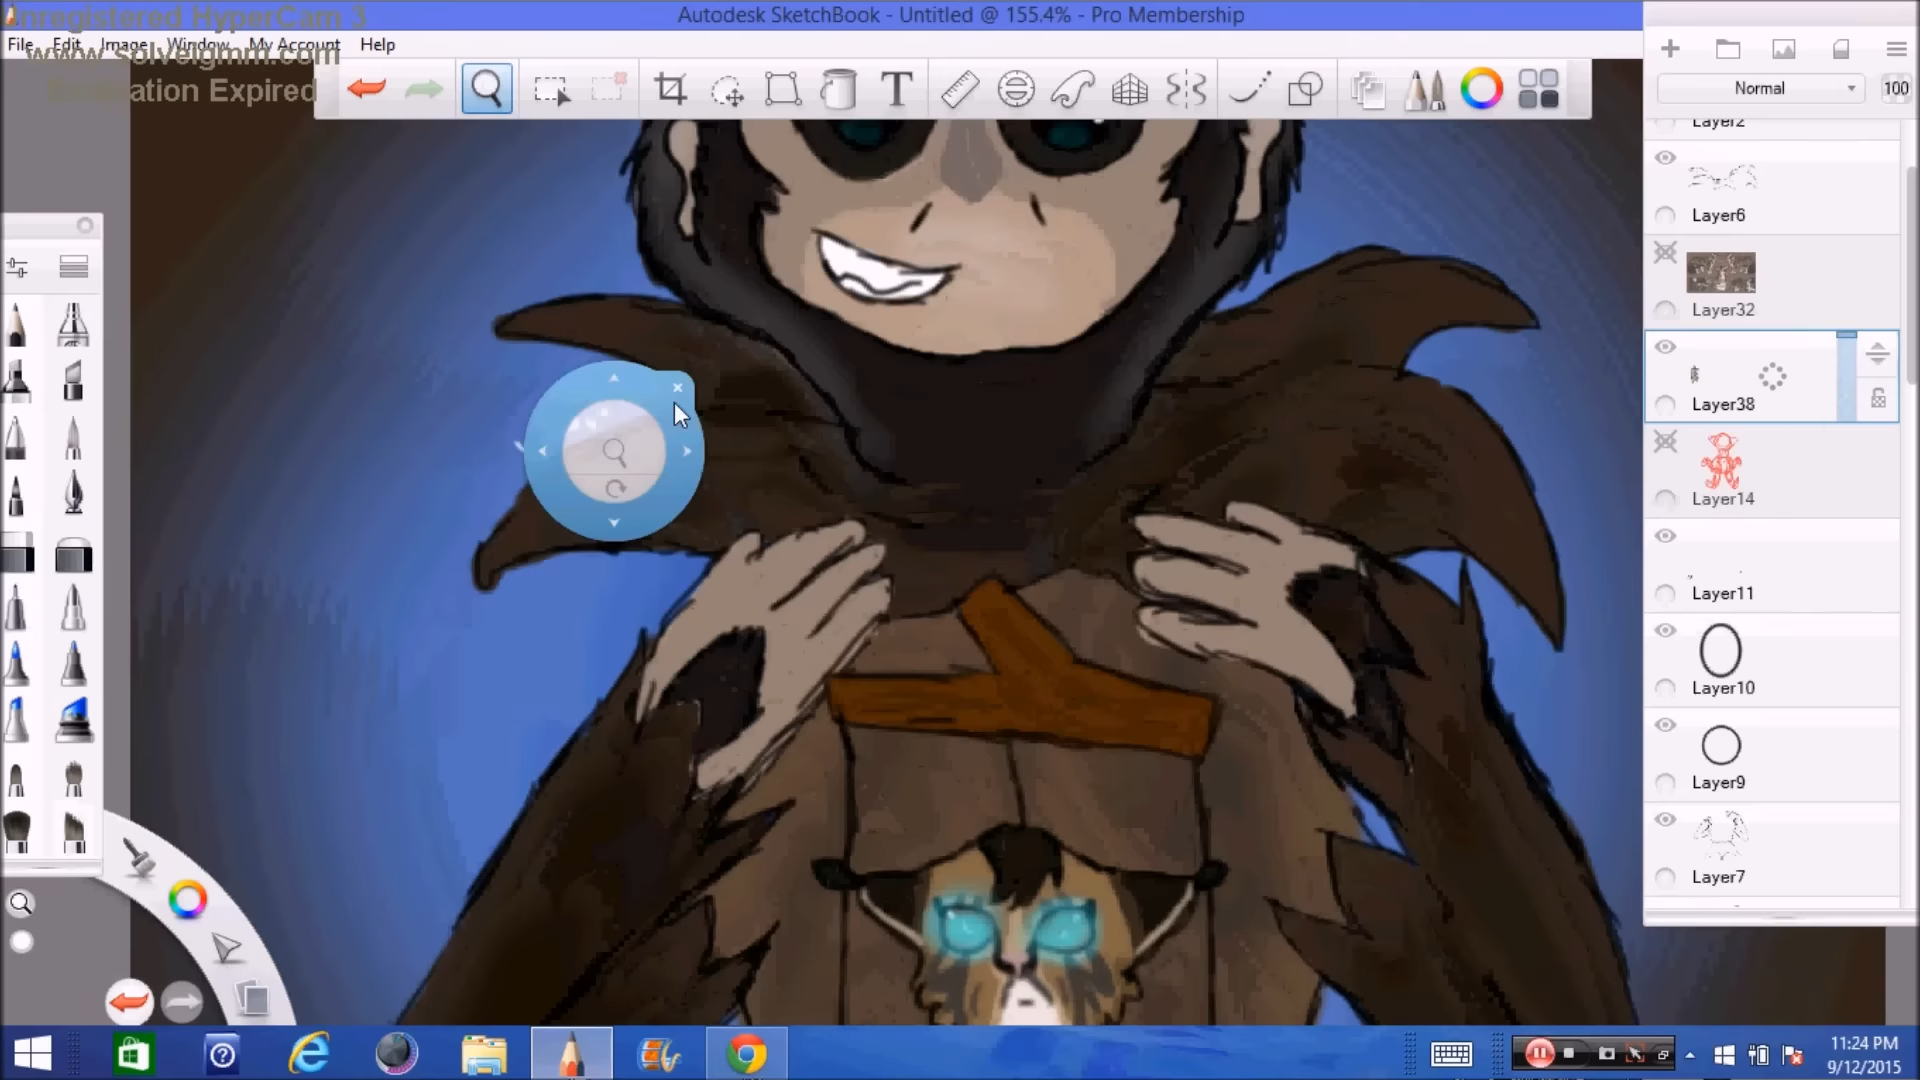 Unregistered HyperCam 3
www.solveigmm.com
Evaluation Expired
Autodesk SketchBook - Untitled @ 155.4% - Pro Membership
File Edit Image Window My Account Help
T
Normal
100
Layer2
Layer6
Layer32
Layer38
Layer14
Layer11
Layer10
Layer9
Layer7
11:24 PM
9/12/2015